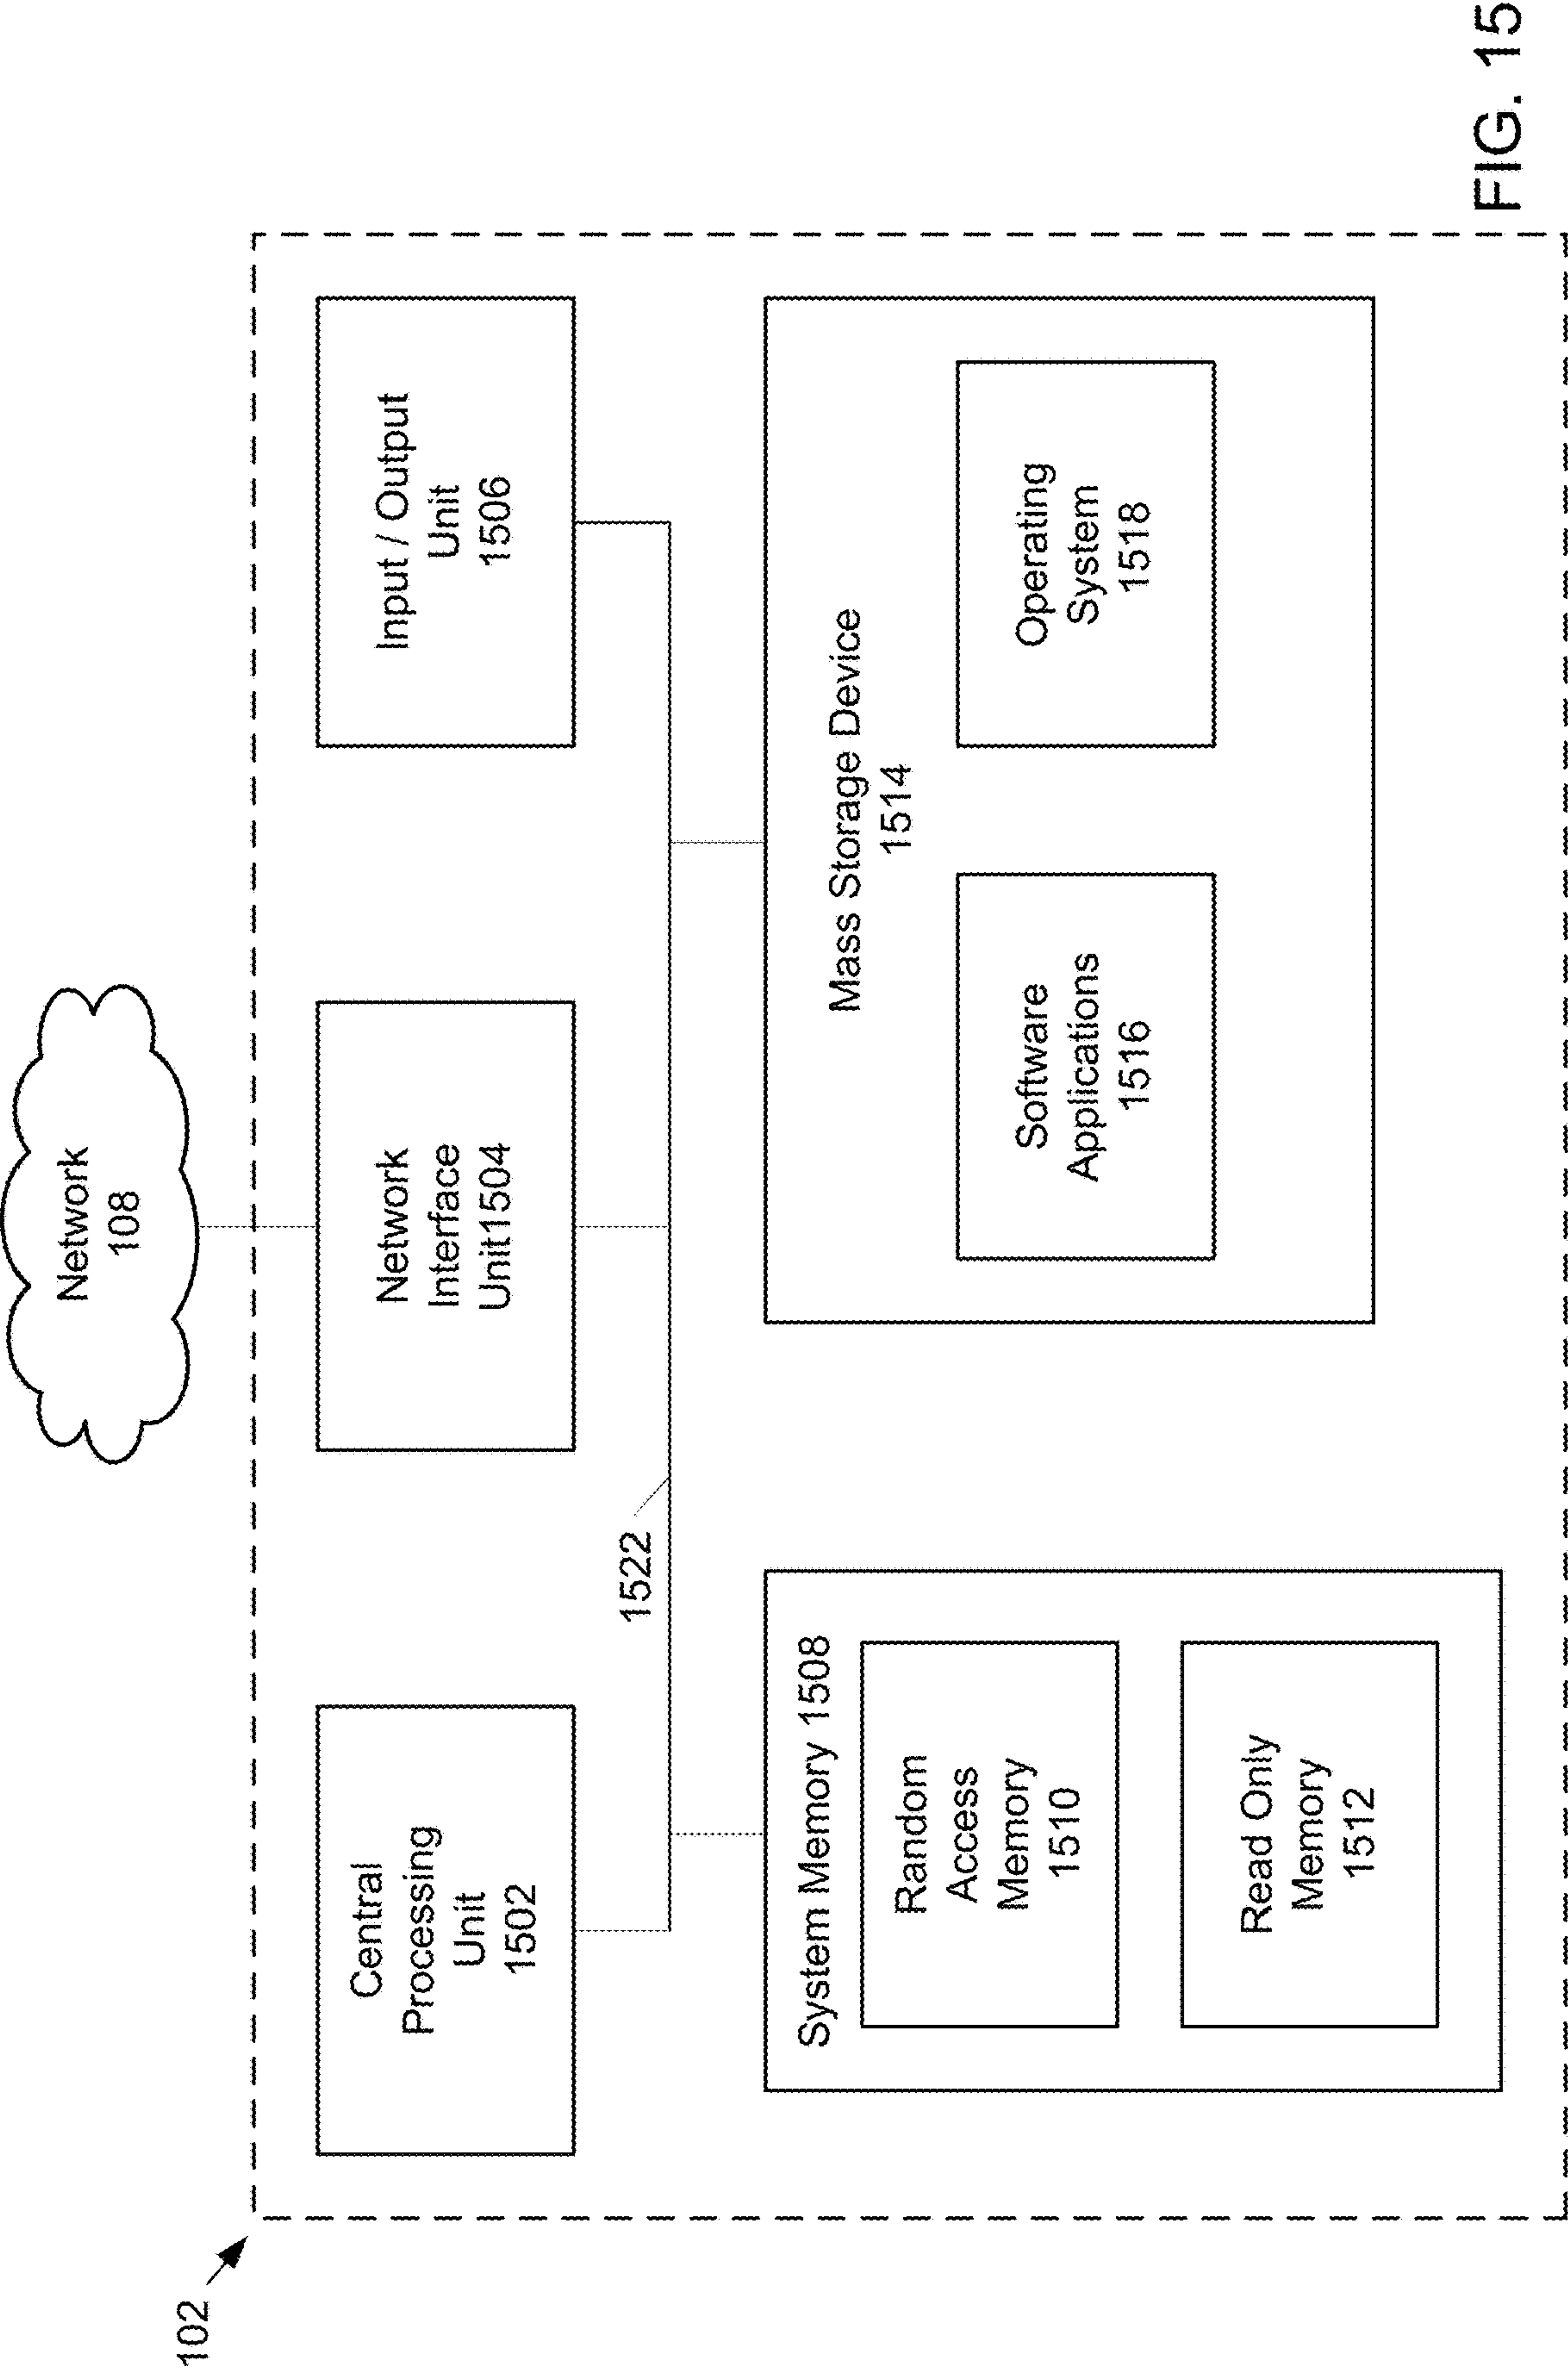 102
Network
108
Central
Processing
Unit
1502
Network
Interface
Unit1504
Input / Output
Unit
1506
1522
System Memory 1508
Random
Access
Memory
1510
Read Only
Memory
1512
Mass Storage Device
1514
Software
Applications
1516
Operating
System
1518
FIG. 15